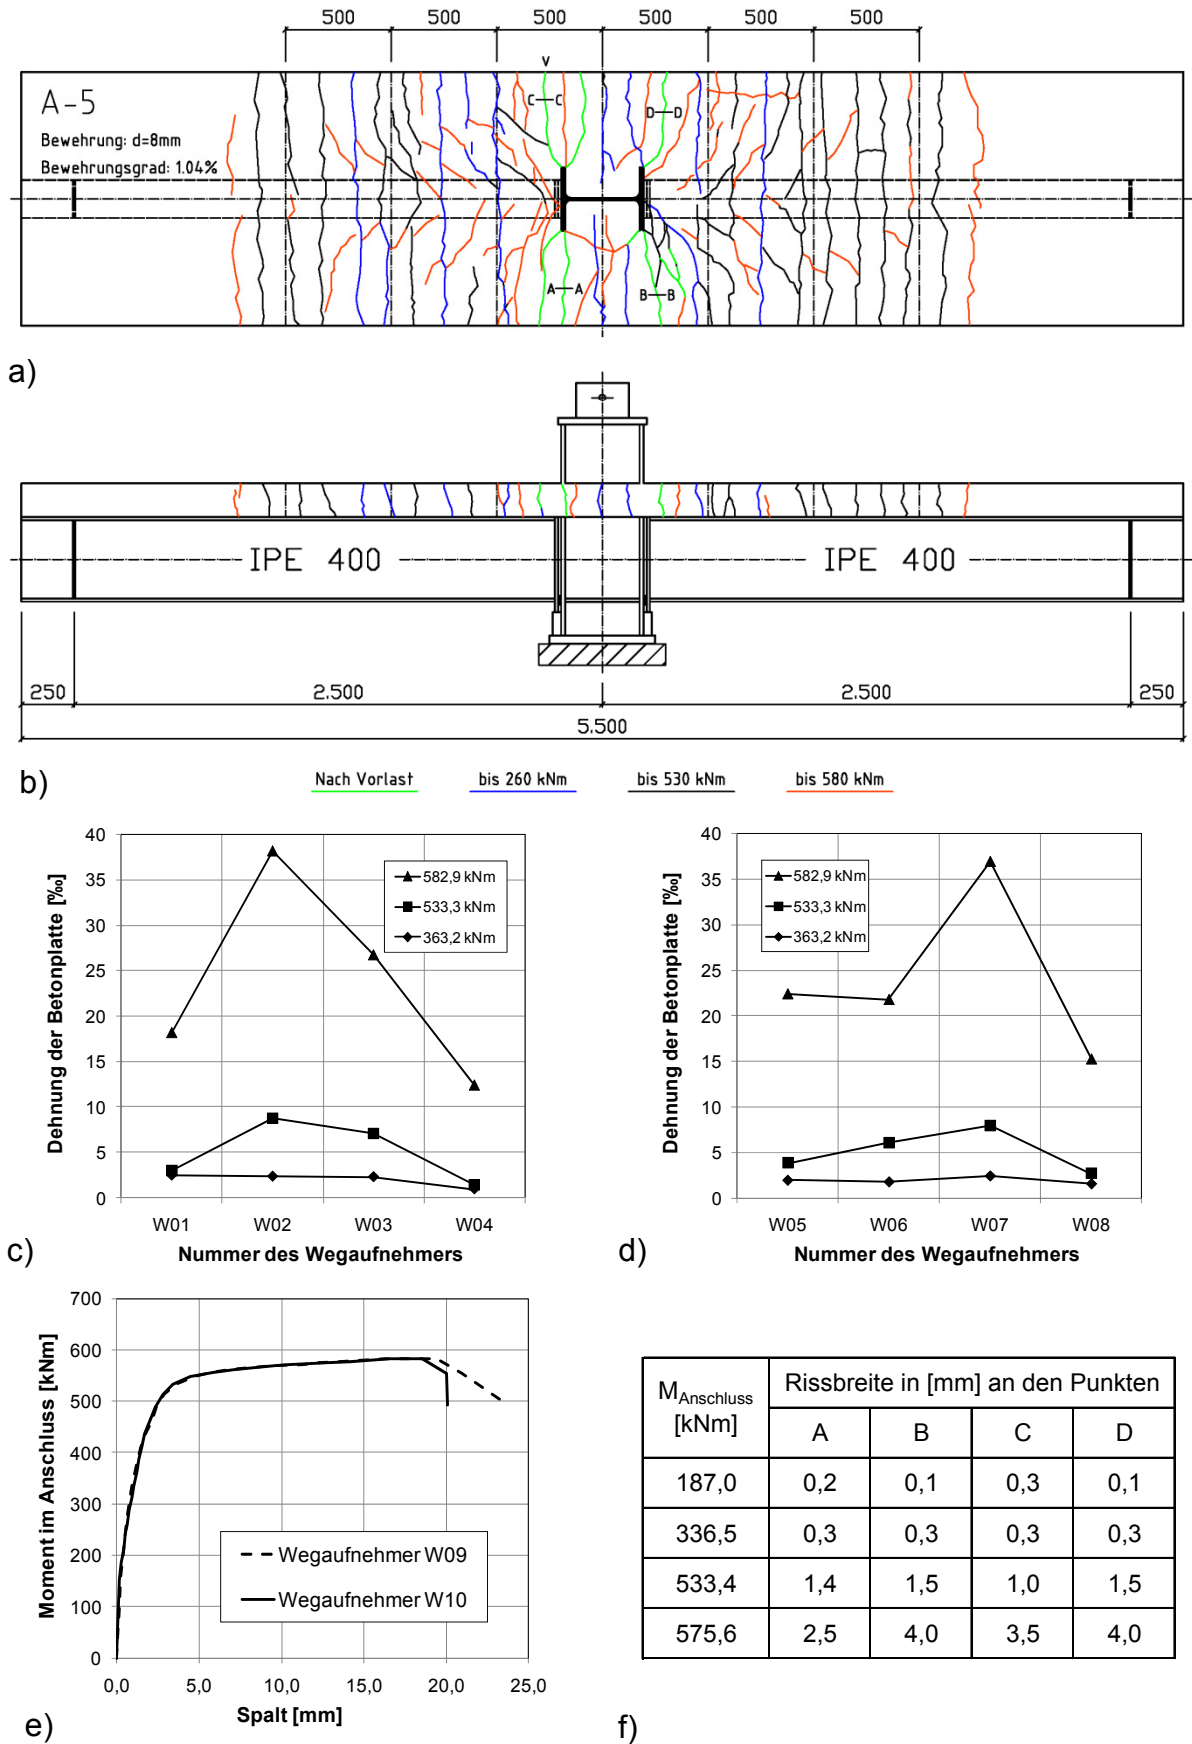 500 500 500 500 500 500
V
A-5
Bewehrung: d=8mm
Bewehrungsgrad: 1.04%
C C
D D
A A
B B
a)
IPE 400
IPE 400
250 2.500 2.500 250
5.500
b)
Nach Vorlast bis 260 kNm bis 530 kNm bis 580 kNm
Dehnung der Betonplatte [‰]
40
35
30
25
20
15
10
5
0
582,9 kNm
533,3 kNm
363,2 kNm
W01 W02 W03 W04
Nummer des Wegaufnehmers
c)
Dehnung der Betonplatte [‰]
40
35
30
25
20
15
10
5
0
582,9 kNm
533,3 kNm
363,2 kNm
W05 W06 W07 W08
Nummer des Wegaufnehmers
d)
Moment im Anschluss [kNm]
700
600
500
400
300
200
100
0
Wegaufnehmer W09
Wegaufnehmer W10
0,0 5,0 10,0 15,0 20,0 25,0
Spalt [mm]
e)
MAnschluss [kNm] Rissbreite in [mm] an den Punkten
A B C D
187,0 0,2 0,1 0,3 0,1
336,5 0,3 0,3 0,3 0,3
533,4 1,4 1,5 1,0 1,5
575,6 2,5 4,0 3,5 4,0
f)